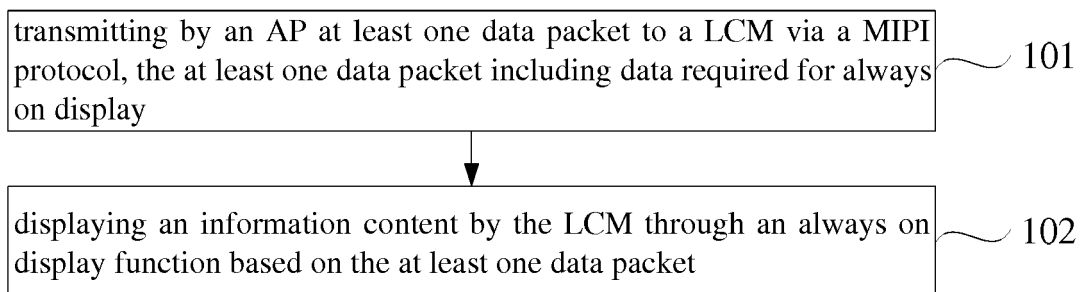 transmitting by an AP at least one data packet to a LCM via a MIPI
protocol, the at least one data packet including data required for always
on display
101
displaying an information content by the LCM through an always on
display function based on the at least one data packet
102